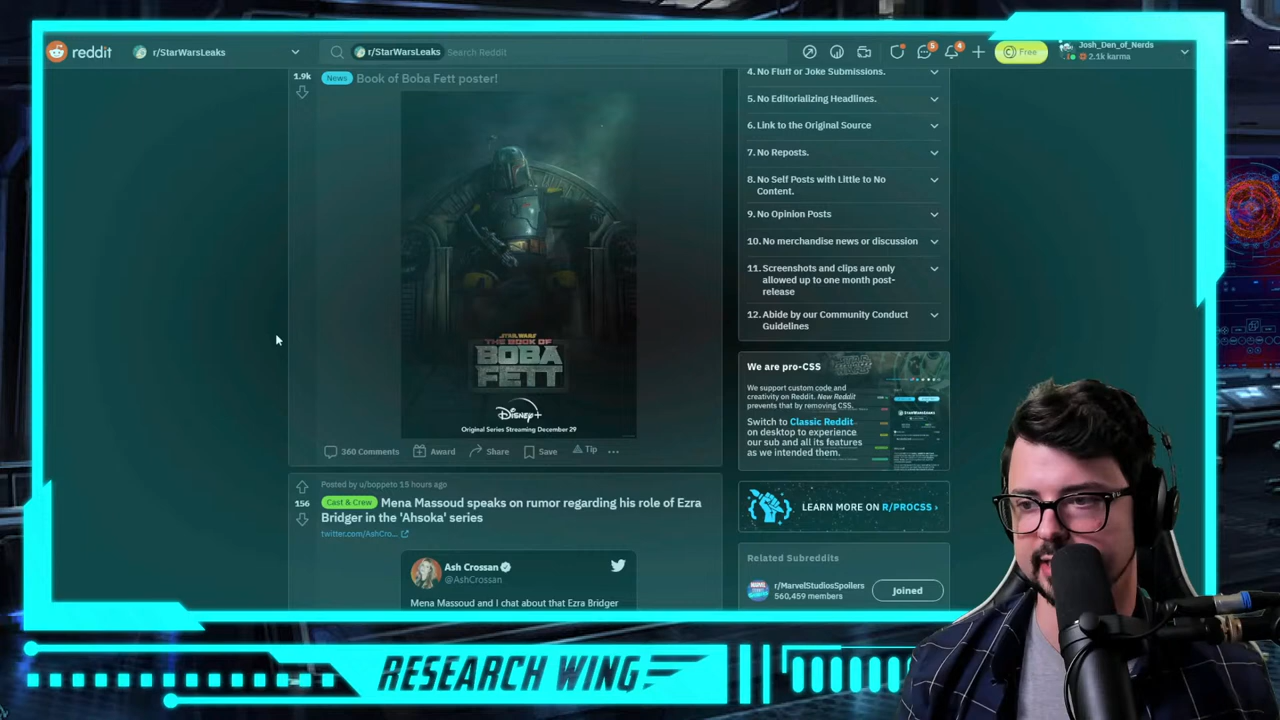 reddit
r/StarWarsLeaks
r/StarWarsLeaks
Search Reddit
5
4
Free
Josh_Den_of_Nerds
2.1k karma
1.9k
News
Book of Boba Fett poster!
STAR WARS
THE BOOK OF
BOBA
FETT
Disney+
Original Series Streaming December 29
360 Comments
Award
Share
Save
Tip
Posted by u/boppeto 15 hours ago
156
Cast & Crew Mena Massoud speaks on rumor regarding his role of Ezra
Bridger in the 'Ahsoka' series
twitter.com/AshCro...
Ash Crossan
@AshCrossan
Mena Massoud and I chat about that Ezra Bridger
4. No Fluff or Joke Submissions.
5. No Editorializing Headlines.
6. Link to the Original Source
7. No Reposts.
8. No Self Posts with Little to No
Content.
9. No Opinion Posts
10. No merchandise news or discussion
11. Screenshots and clips are only
allowed up to one month post-
release
12. Abide by our Community Conduct
Guidelines
We are pro-CSS
We support custom code and
creativity on Reddit. New Reddit
prevents that by removing CSS.
Switch to Classic Reddit
on desktop to experience
our sub and all its features
as we intended them.
LEARN MORE ON R/PROCSS ›
Related Subreddits
r/MarvelStudiosSpoilers
560,459 members
Joined
RESEARCH WING